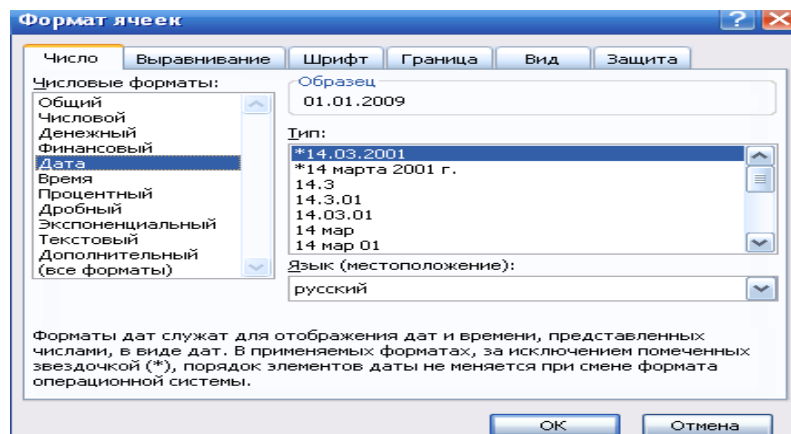 Формат ячеек
Число Выравнивание Шрифт Граница Вид Защита
Числовые форматы:
Общий
Числовой
Денежный
Финансовый
Дата
Время
Процентный
Дробный
Экспоненциальный
Текстовый
Дополнительный
(все форматы)
Образец
01.01.2009
Тип:
*14.03.2001
*14 марта 2001 г.
14.3
14.3.01
14.03.01
14 мар
14 мар 01
Язык (местоположение):
русский
Форматы дат служат для отображения дат и времени, представленных
числами, в виде дат. В применяемых форматах, за исключением помеченных
звездочкой (*), порядок элементов даты не меняется при смене формата
операционной системы.
ОК Отмена